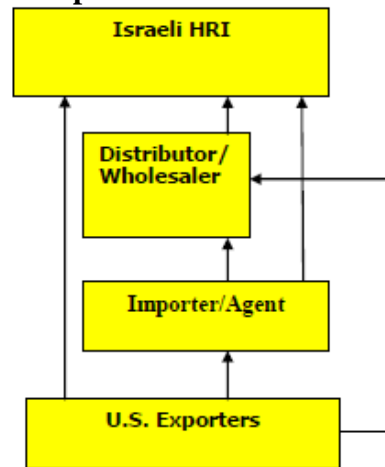 Israeli HRI
Distributor/
Wholesaler
Importer/Agent
U.S. Exporters